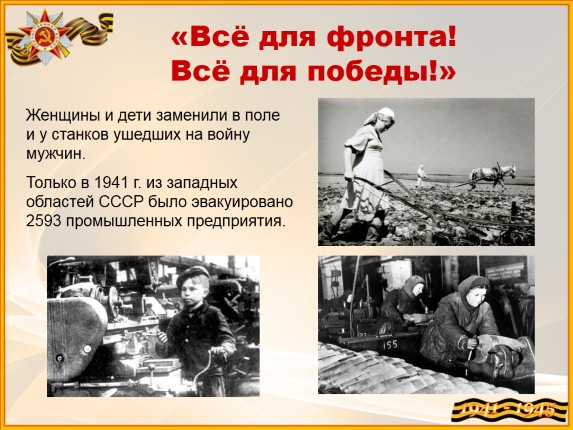 «Всё для фронта!
Всё для победы!»
Женщины и дети заменили в поле
и у станков ушедших на войну
мужчин.
Только в 1941 г. из западных
областей СССР было эвакуировано
2593 промышленных предприятия.
155
1941 - 1945